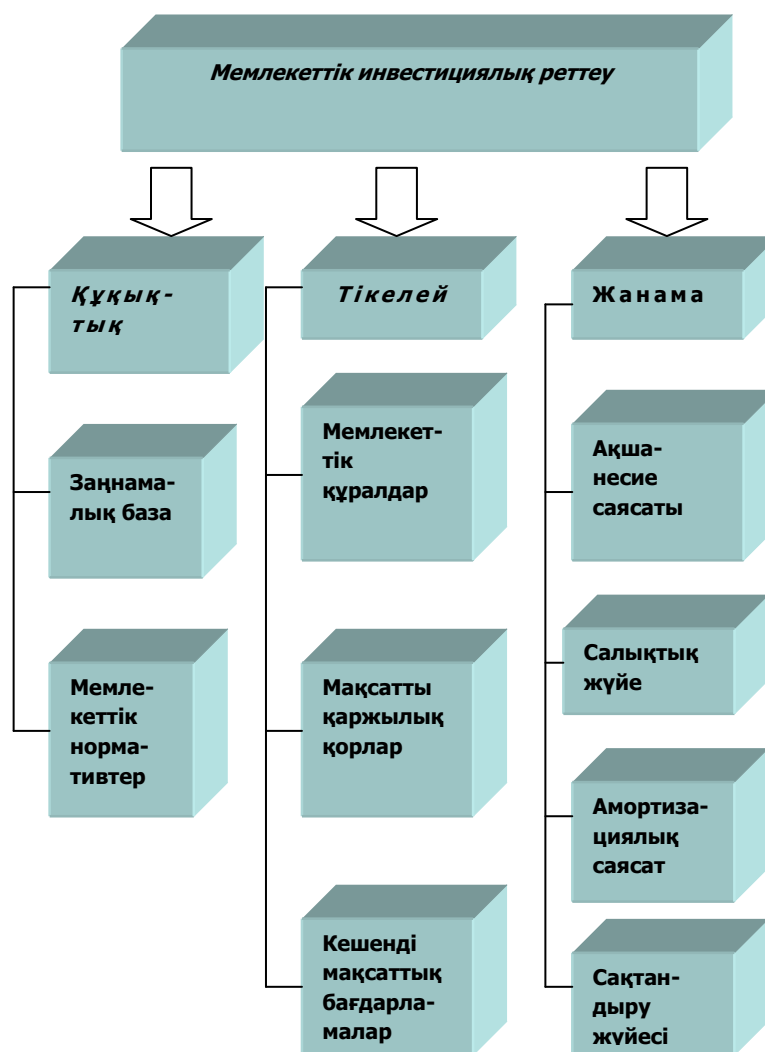 Мемлекеттік инвестициялық реттеу
Құқық-
тық
Заңнама-
лық база
Мемле-
кеттік
норма-
тивтер
Тікелей
Мемлекет-
тік
құралдар
Мақсатты
қаржылық
қорлар
Кешенді
мақсаттық
бағдарла-
малар
Жанама
Ақша-
несие
саясаты
Салықтық
жүйе
Амортиза-
циялық
саясат
Сақтан-
дыру
жүйесі